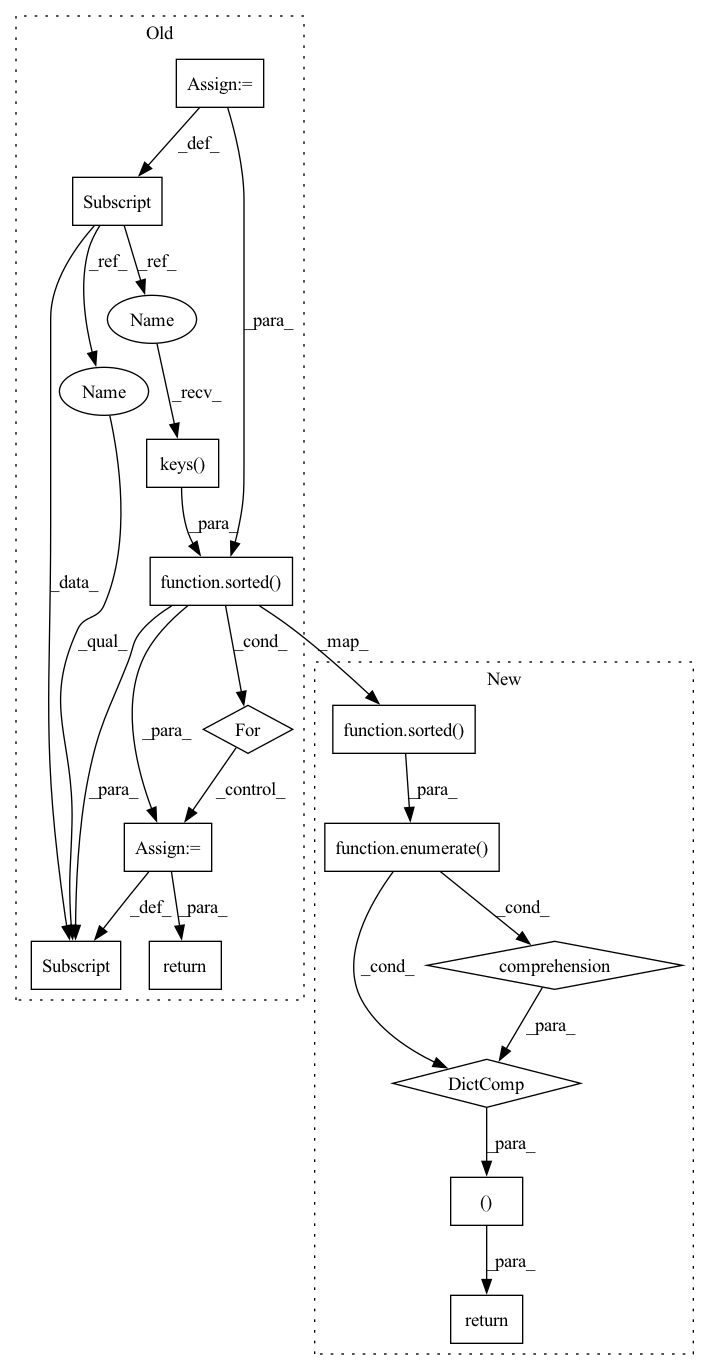 Old
Assign:=
_def_
Subscript
_ref_
_ref_
Name
_para_
Name
_recv_
keys()
_para_
function.sorted()
_data_
_qual_
_cond_
_map_
New
_para_
For
function.sorted()
_para_
_control_
_para_
Assign:=
function.enumerate()
_def_
_para_
_cond_
Subscript
return
_cond_
comprehension
_para_
DictComp
_para_
()
_para_
return